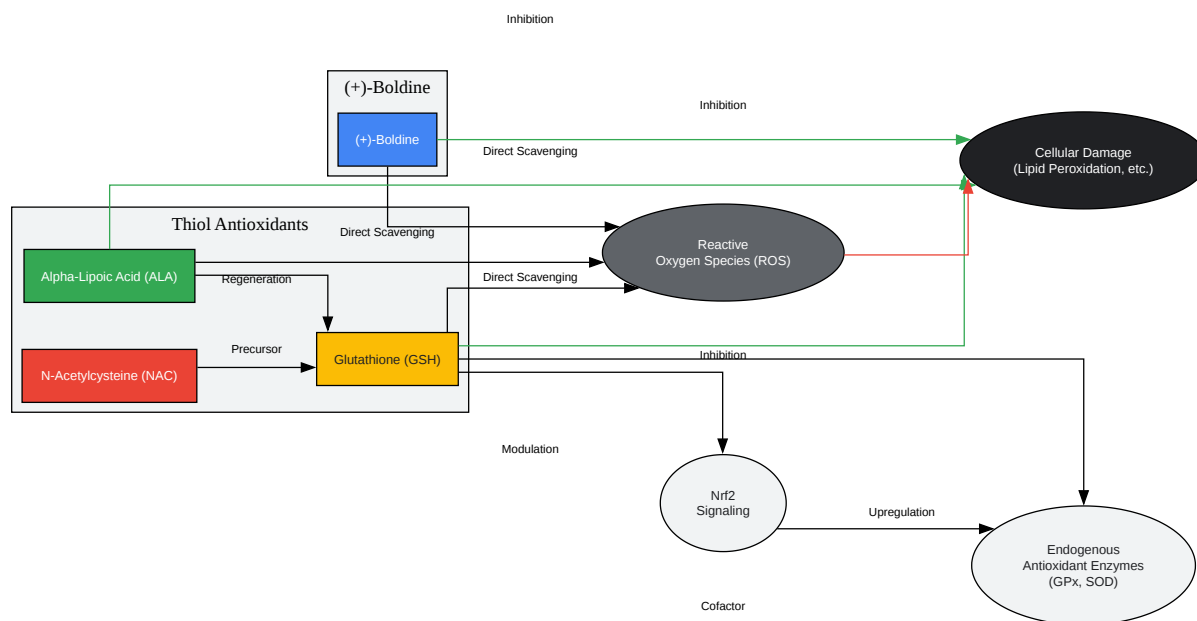 Inhibition
(+)-Boldine
Inhibition
(+)-Boldine
Direct Scavenging
Cellular Damage
(Lipid Peroxidation, etc.)
Thiol Antioxidants
Direct Scavenging
Reactive
Oxygen Species (ROS)
Alpha-Lipoic Acid (ALA)
Regeneration
Direct Scavenging
Precursor
Glutathione (GSH)
Inhibition
N-Acetylcysteine (NAC)
Modulation
Nrf2
Signaling
Upregulation
Endogenous
Antioxidant Enzymes
(GPx, SOD)
Cofactor